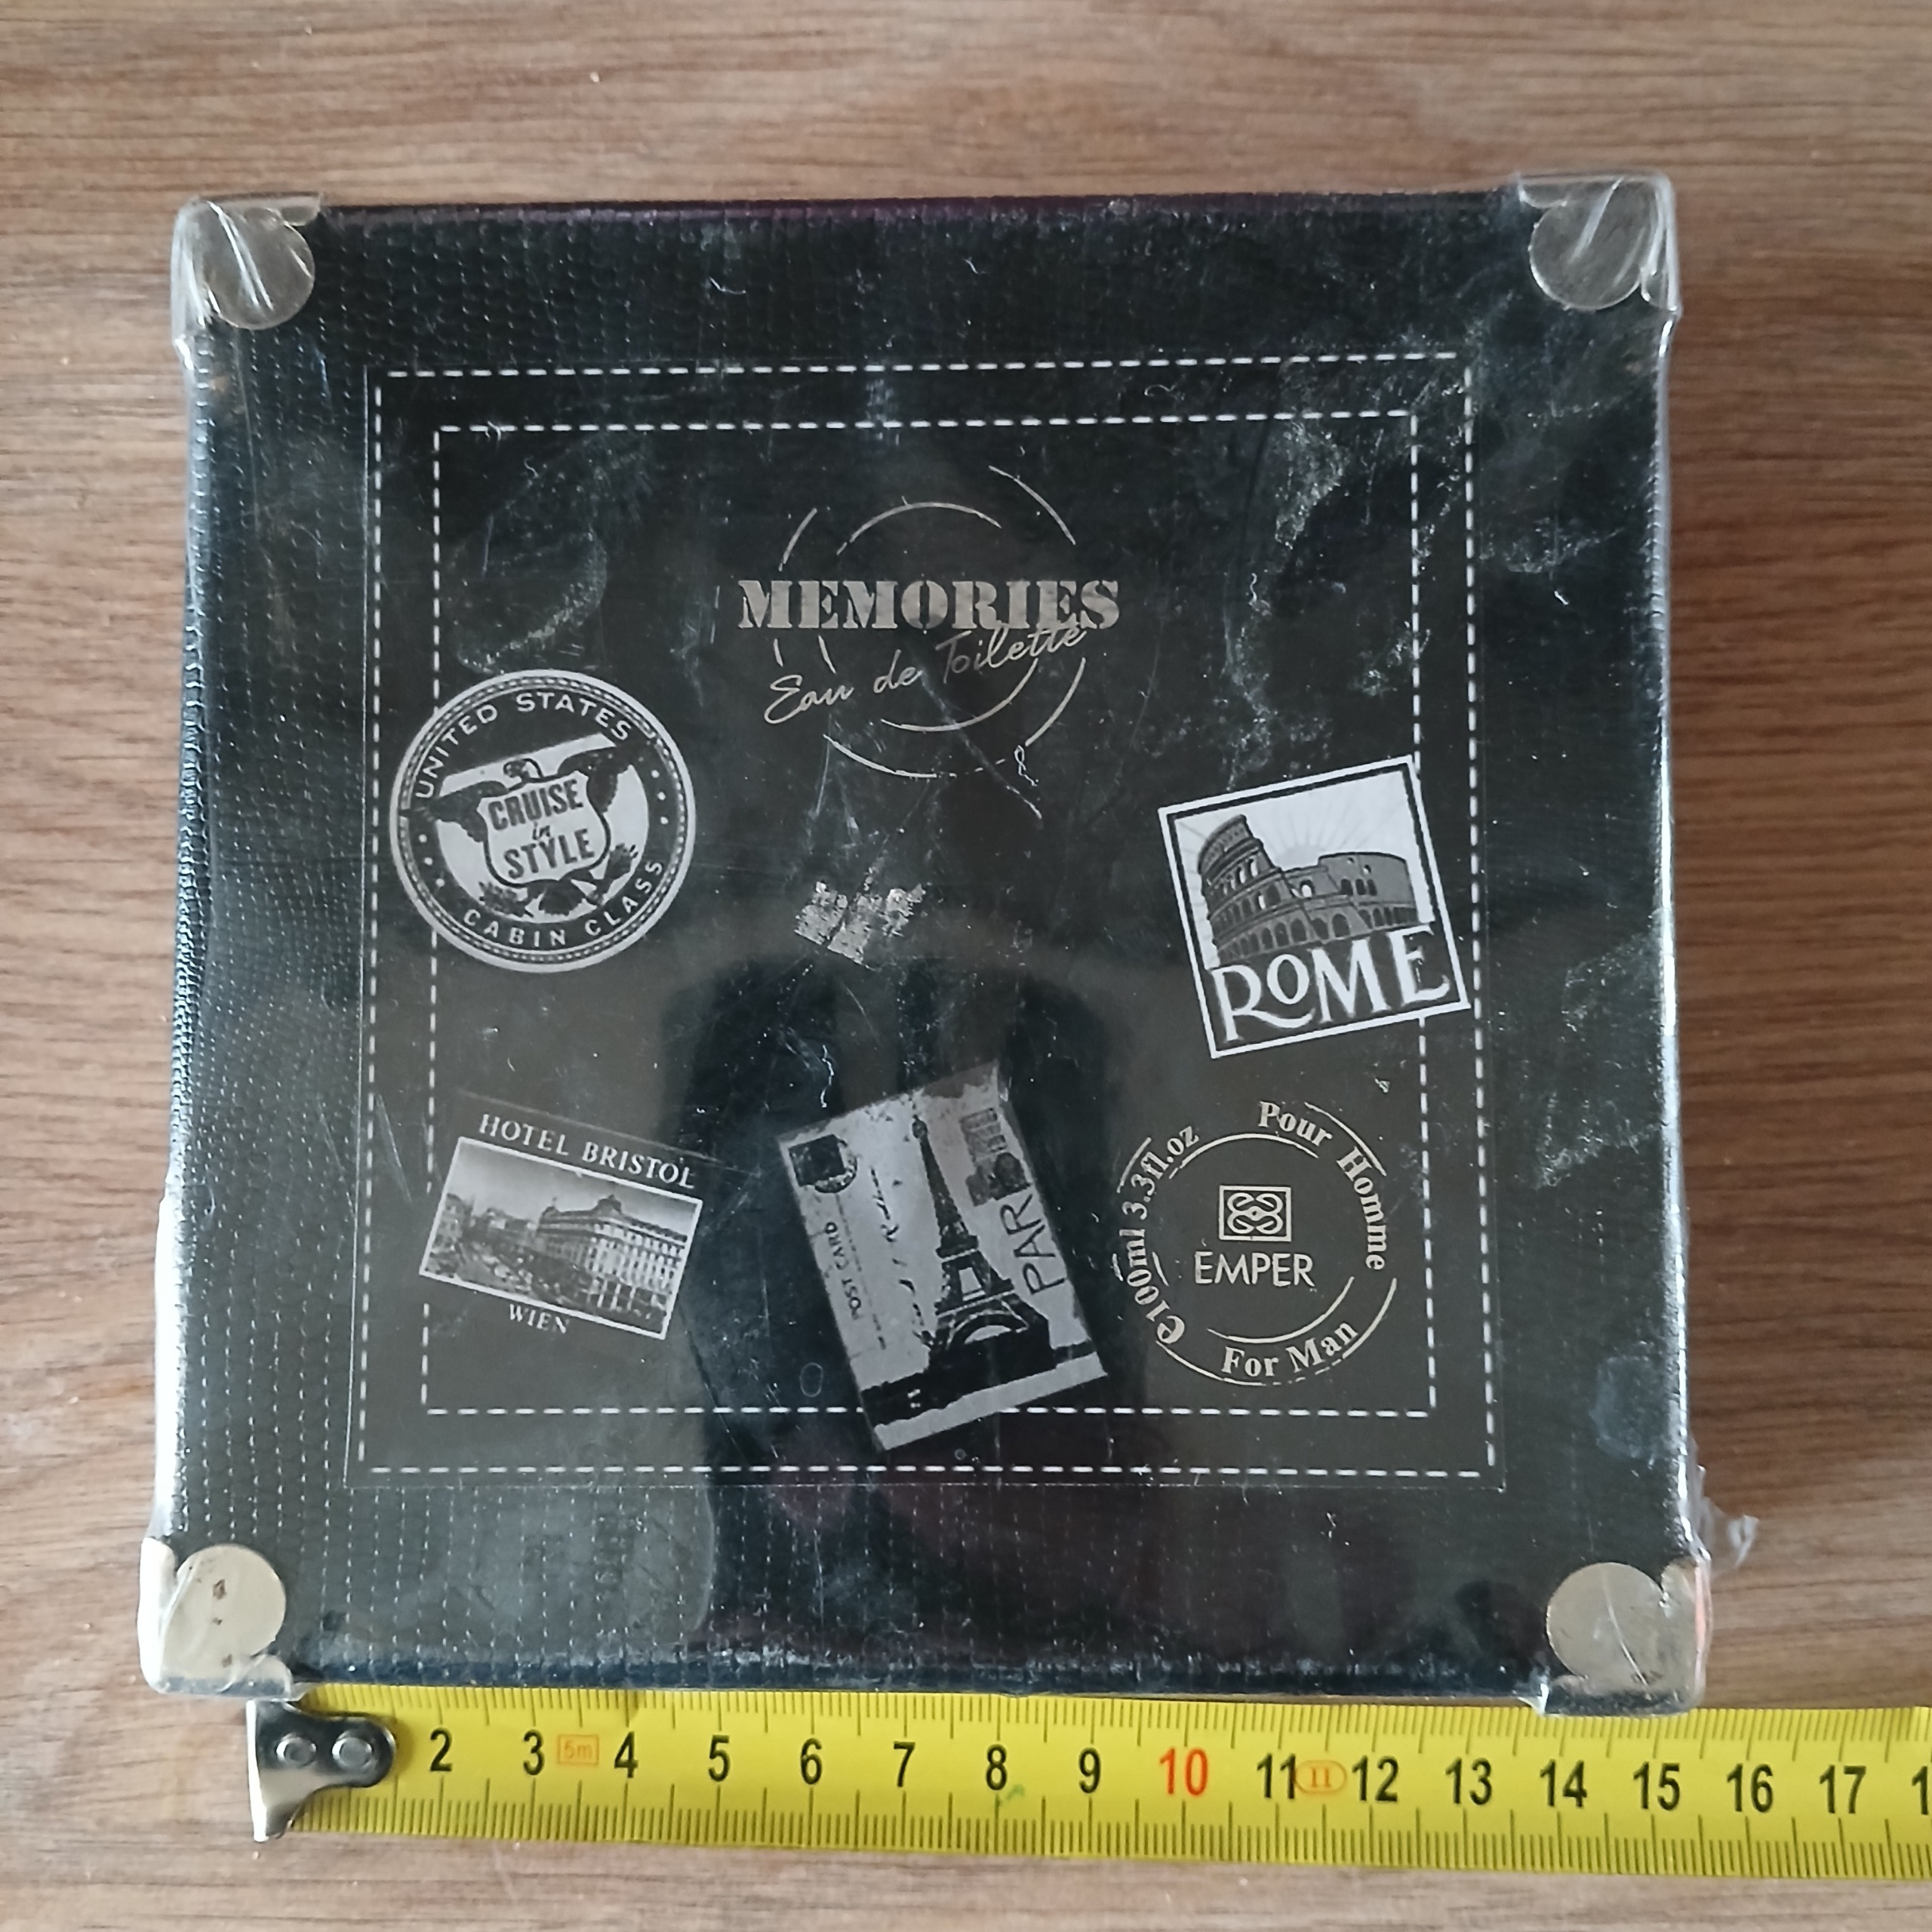 MEMORIES
Eau de Toilette
UNITED STATES
CRUISE
in
STYLE
CABIN CLASS
ROME
HOTEL BRISTOL
WIEN
POST CARD
PARIS
Pour Homme
e100ml 3.3fl.oz
EMPER
For Man
2 3 5m 4 5 6 7 8 9 10 11 11 12 13 14 15 16 17